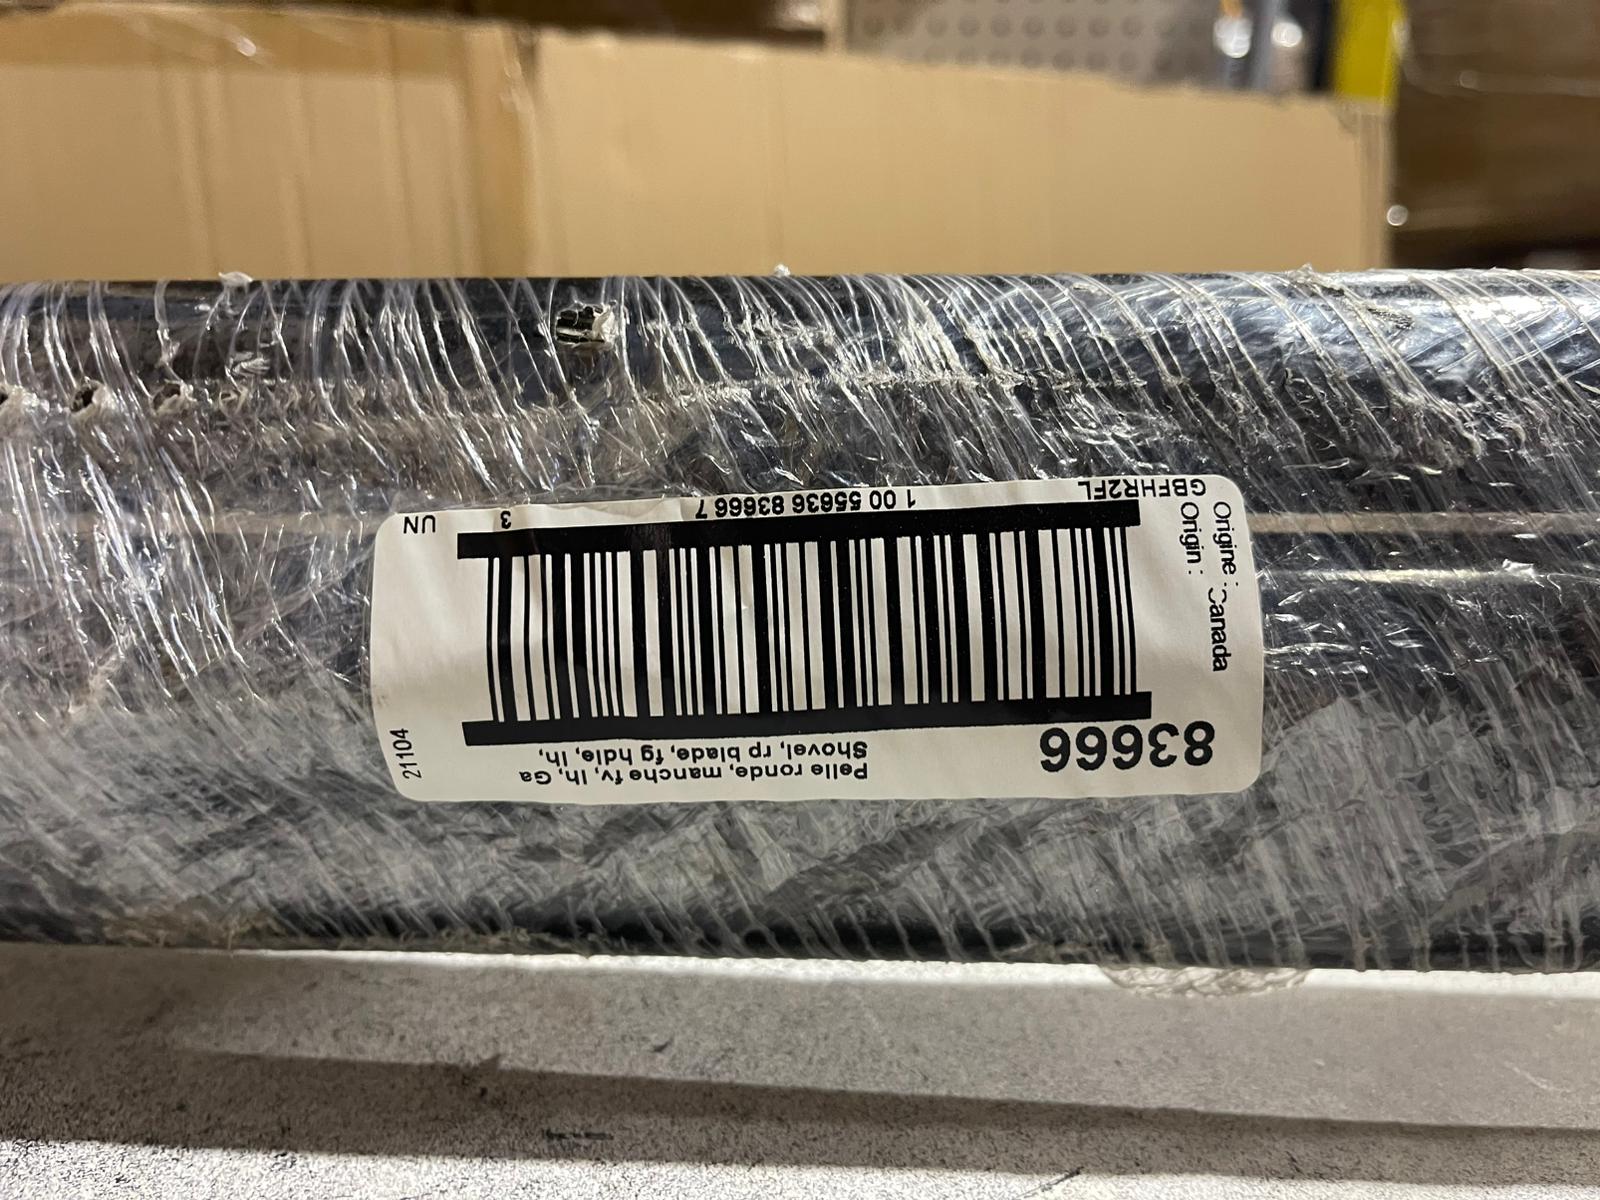 83666
Pelle ronde, manche fv, lh, Ga
Shovel, rp blade, fg hdle, lh,
GBFHR2FL
1 00 55636 83666 7
3
UN
Origine : Canada
Origin :
21104